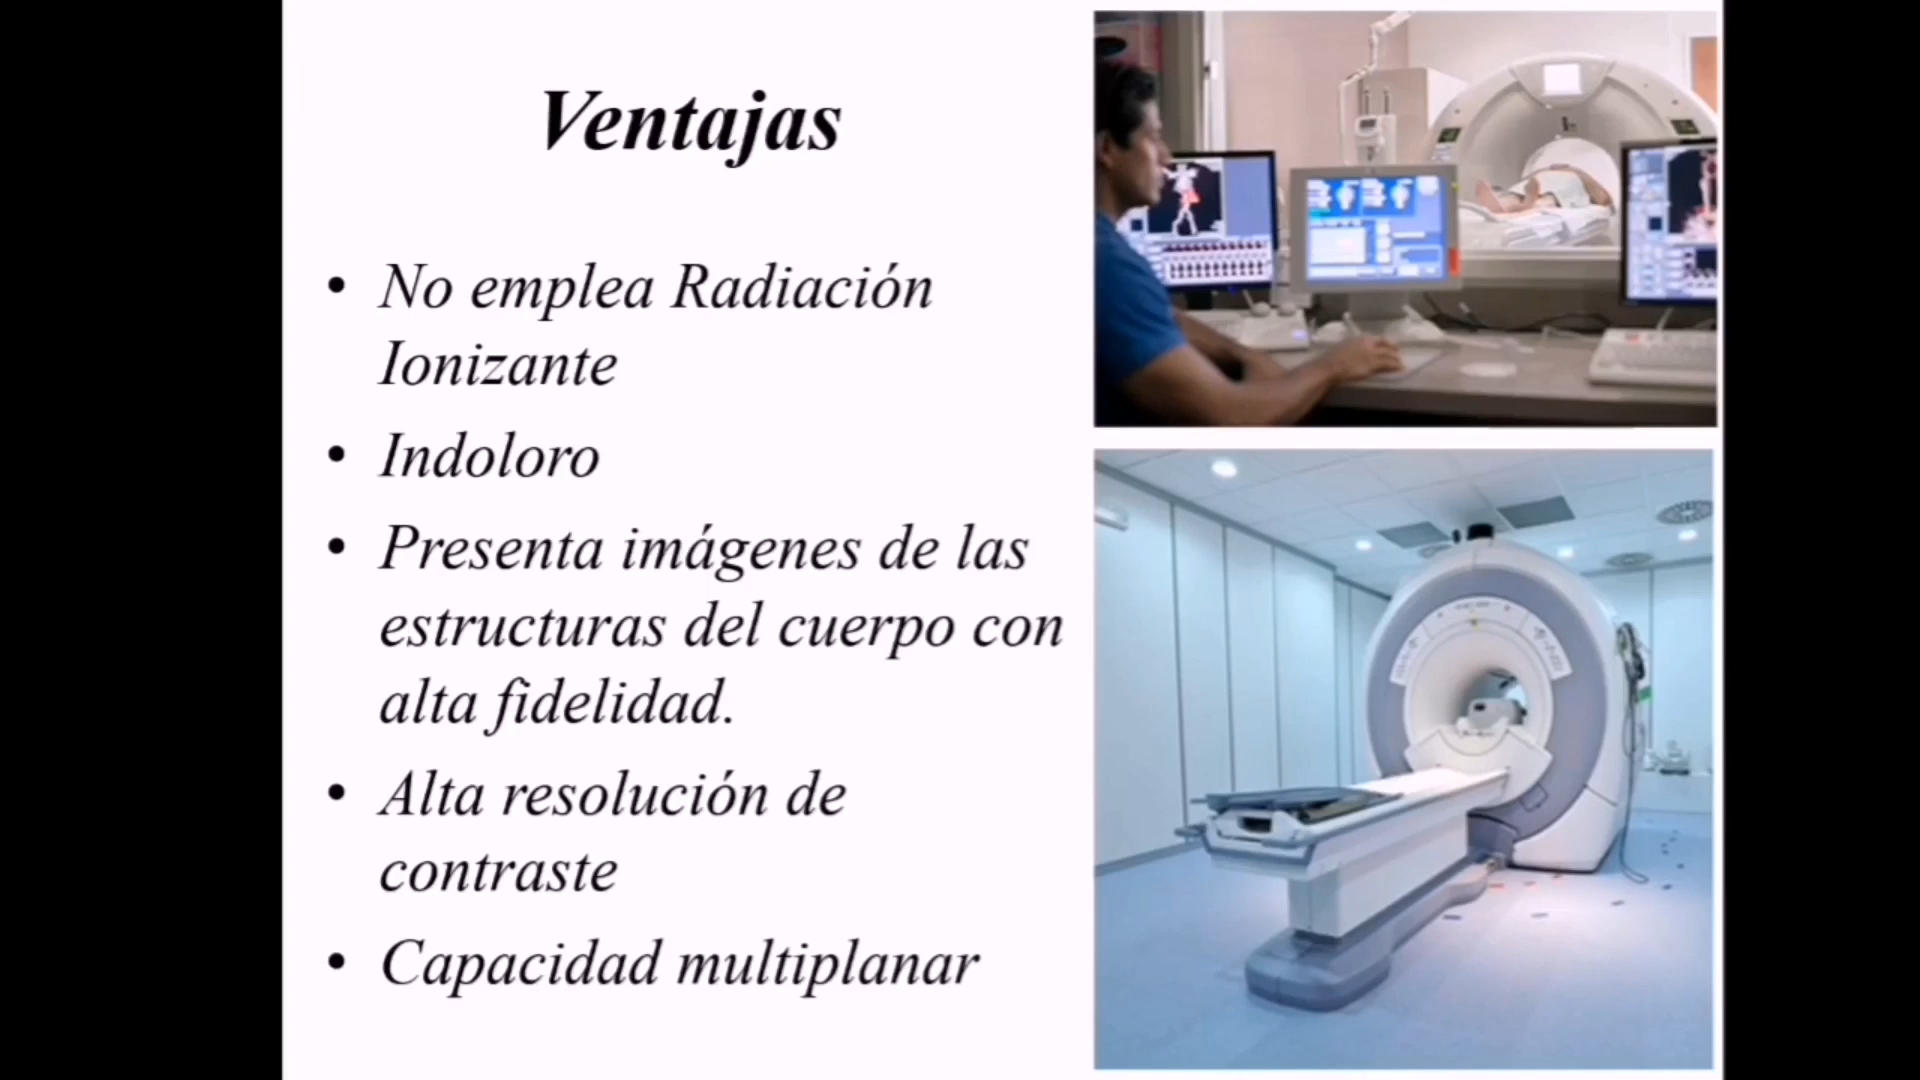 Ventajas
• No emplea Radiación
Ionizante
• Indoloro
• Presenta imágenes de las
estructuras del cuerpo con
alta fidelidad.
• Alta resolución de
contraste
• Capacidad multiplanar